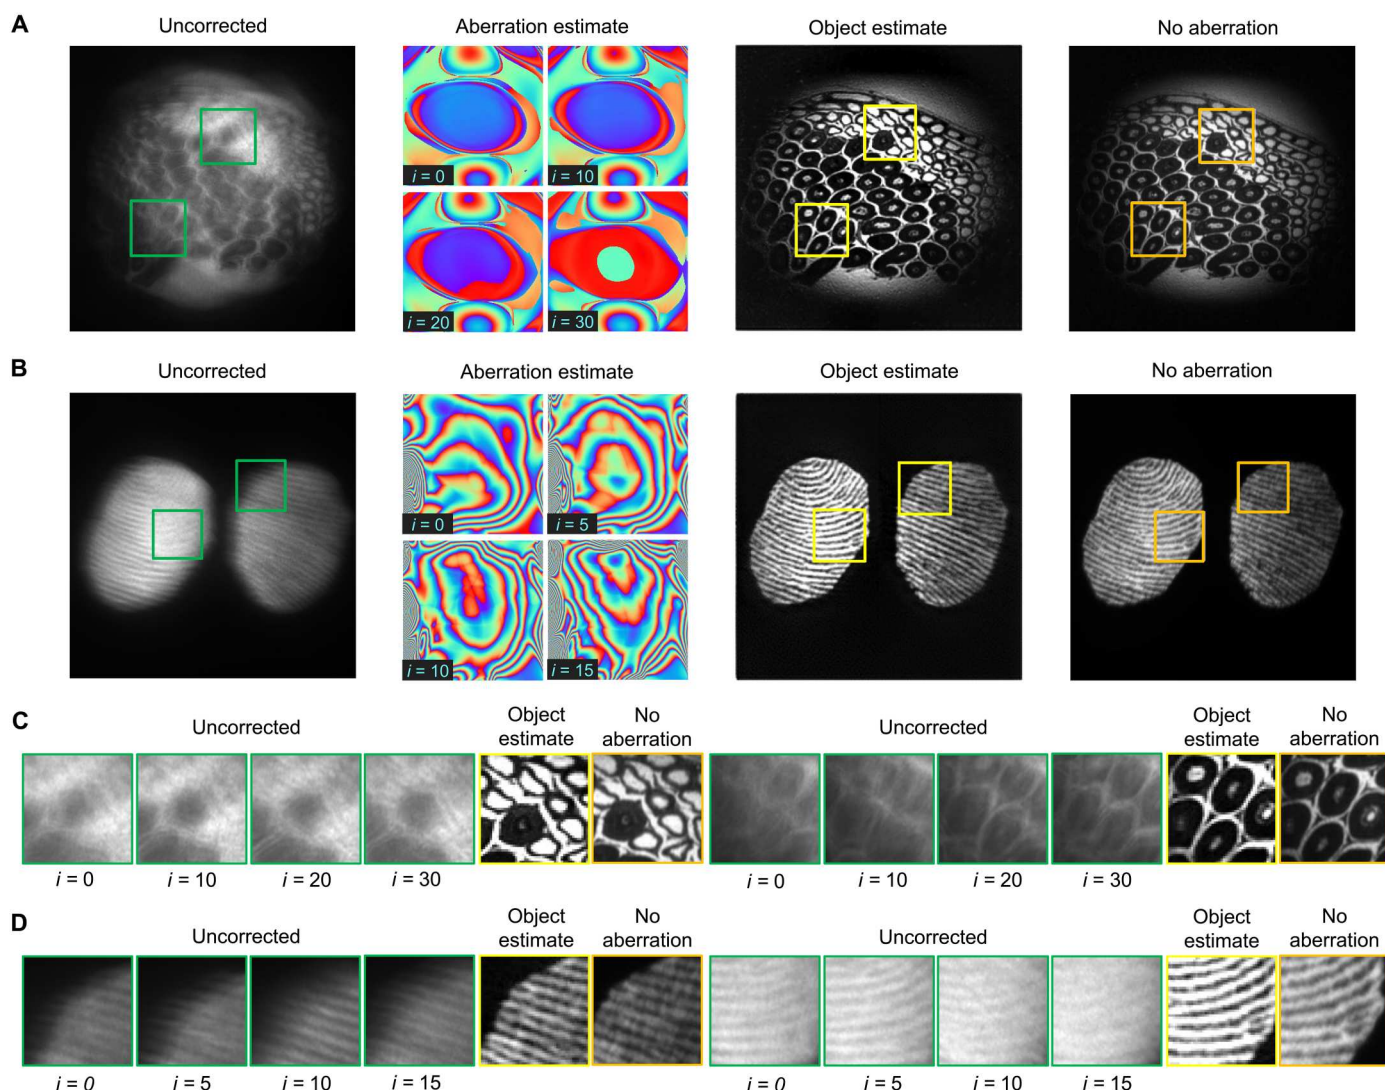 A
Uncorrected
Aberration estimate
Object estimate
No aberration
i = 0
i = 10
i = 20
i = 30
B
Uncorrected
Aberration estimate
Object estimate
No aberration
i = 0
i = 5
i = 10
i = 15
C
Uncorrected
Object
estimate
No
aberration
Uncorrected
Object
estimate
No
aberration
i = 0
i = 10
i = 20
i = 30
i = 0
i = 10
i = 20
i = 30
D
Uncorrected
Object
estimate
No
aberration
Uncorrected
Object
estimate
No
aberration
i = 0
i = 5
i = 10
i = 15
i = 0
i = 5
i = 10
i = 15